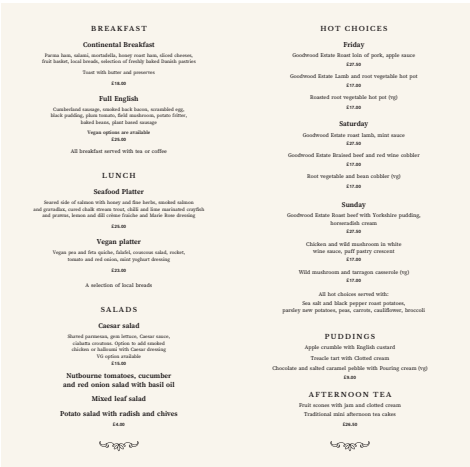 BREAKFAST
Continental Breakfast
Parma ham, salami, mortadella, honey roast ham, sliced cheeses,
fruit basket, local breads, selection of freshly baked Danish pastries
Toast with butter and preserves
£18.00
Full English
Cumberland sausage, smoked back bacon, scrambled egg,
black pudding, plum tomato, field mushroom, potato fritter,
baked beans, plant based sausage
Vegan options are available
£25.00
All breakfast served with tea or coffee
LUNCH
Seafood Platter
Seared side of salmon with honey and fine herbs, smoked salmon
and gravadlax, cured chalk stream trout, chilli and lime marinated crayfish
and prawns, lemon and dill crème fraiche and Marie Rose dressing
£25.00
Vegan platter
Vegan pea and feta quiche, falafel, couscous salad, rocket,
tomato and red onion, mint yoghurt dressing
£23.00
A selection of local breads
SALADS
Caesar salad
Shaved parmesan, gem lettuce, Caesar sauce,
ciabatta croutons. Option to add smoked
chicken or halloumi with Caesar dressing
VG option available
£15.00
Nutbourne tomatoes, cucumber
and red onion salad with basil oil
Mixed leaf salad
Potato salad with radish and chives
£4.00
HOT CHOICES
Friday
Goodwood Estate Roast loin of pork, apple sauce
£27.50
Goodwood Estate Lamb and root vegetable hot pot
£17.00
Roasted root vegetable hot pot (vg)
£17.00
Saturday
Goodwood Estate roast lamb, mint sauce
£27.50
Goodwood Estate Braised beef and red wine cobbler
£17.00
Root vegetable and bean cobbler (vg)
£17.00
Sunday
Goodwood Estate Roast beef with Yorkshire pudding,
horseradish cream
£27.50
Chicken and wild mushroom in white
wine sauce, puff pastry crescent
£17.00
Wild mushroom and tarragon casserole (vg)
£17.00
All hot choices served with:
Sea salt and black pepper roast potatoes,
parsley new potatoes, peas, carrots, cauliflower, broccoli
PUDDINGS
Apple crumble with English custard
Treacle tart with Clotted cream
Chocolate and salted caramel pebble with Pouring cream (vg)
£9.00
AFTERNOON TEA
Fruit scones with jam and clotted cream
Traditional mini afternoon tea cakes
£26.50